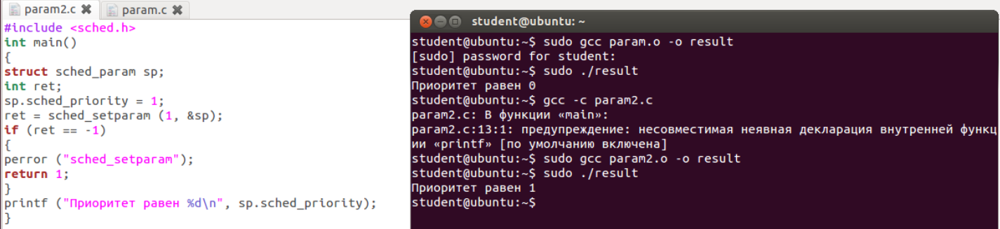 param2.c ✖ param.c ✖
#include <sched.h>
int main()
{
struct sched_param sp;
int ret;
sp.sched_priority = 1;
ret = sched_setparam (1, &sp);
if (ret == -1)
{
perror ("sched_setparam");
return 1;
}
printf ("Приоритет равен %d\n", sp.sched_priority);
}
student@ubuntu: ~
student@ubuntu:~$ sudo gcc param.o -o result
[sudo] password for student:
student@ubuntu:~$ sudo ./result
Приоритет равен 0
student@ubuntu:~$ gcc -c param2.c
param2.c: В функции «main»:
param2.c:13:1: предупреждение: несовместимая неявная декларация внутренней функц
ии «printf» [по умолчанию включена]
student@ubuntu:~$ sudo gcc param2.o -o result
student@ubuntu:~$ sudo ./result
Приоритет равен 1
student@ubuntu:~$